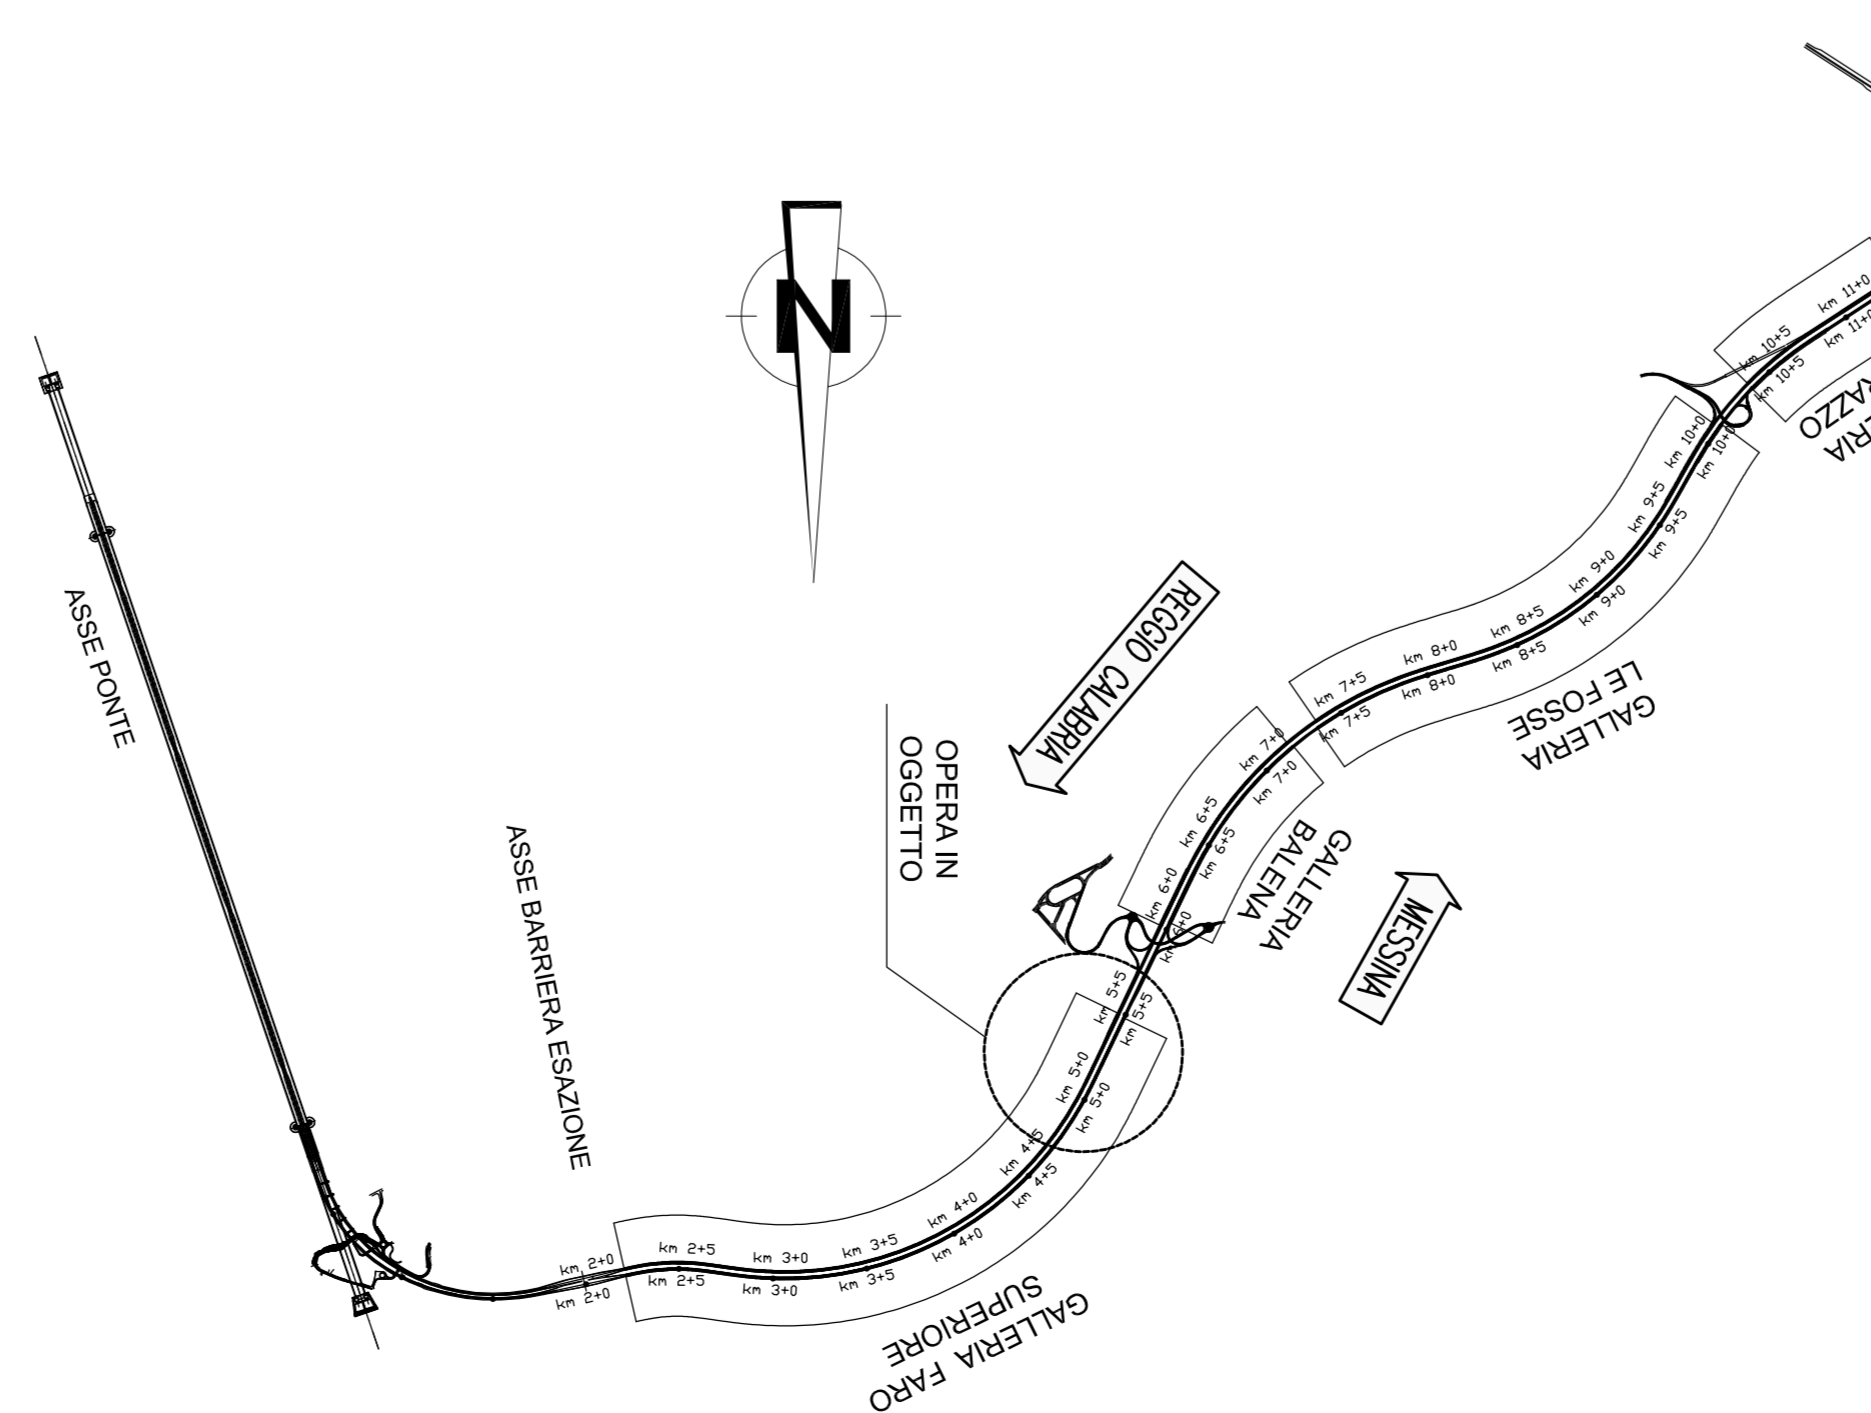 N
ASSE PONTE
ASSE BARRIERA ESAZIONE
OPERA IN
OGGETTO
REGGIO CALABRIA
MESSINA
GALLERIA FARO
SUPERIORE
GALLERIA
BALENA
GALLERIA
LE FOSSE
km 2+0
km 2+0
km 2+5
km 2+5
km 3+0
km 3+0
km 3+5
km 3+5
km 4+0
km 4+0
km 4+5
km 4+5
km 5+0
km 5+0
km 5+5
km 5+5
km 6+0
km 6+0
km 6+5
km 6+5
km 7+0
km 7+0
km 7+5
km 7+5
km 8+0
km 8+0
km 8+5
km 8+5
km 9+0
km 9+0
km 9+5
km 9+5
km 10+0
km 10+0
km 10+5
km 10+5
km 11+0
km 11+0